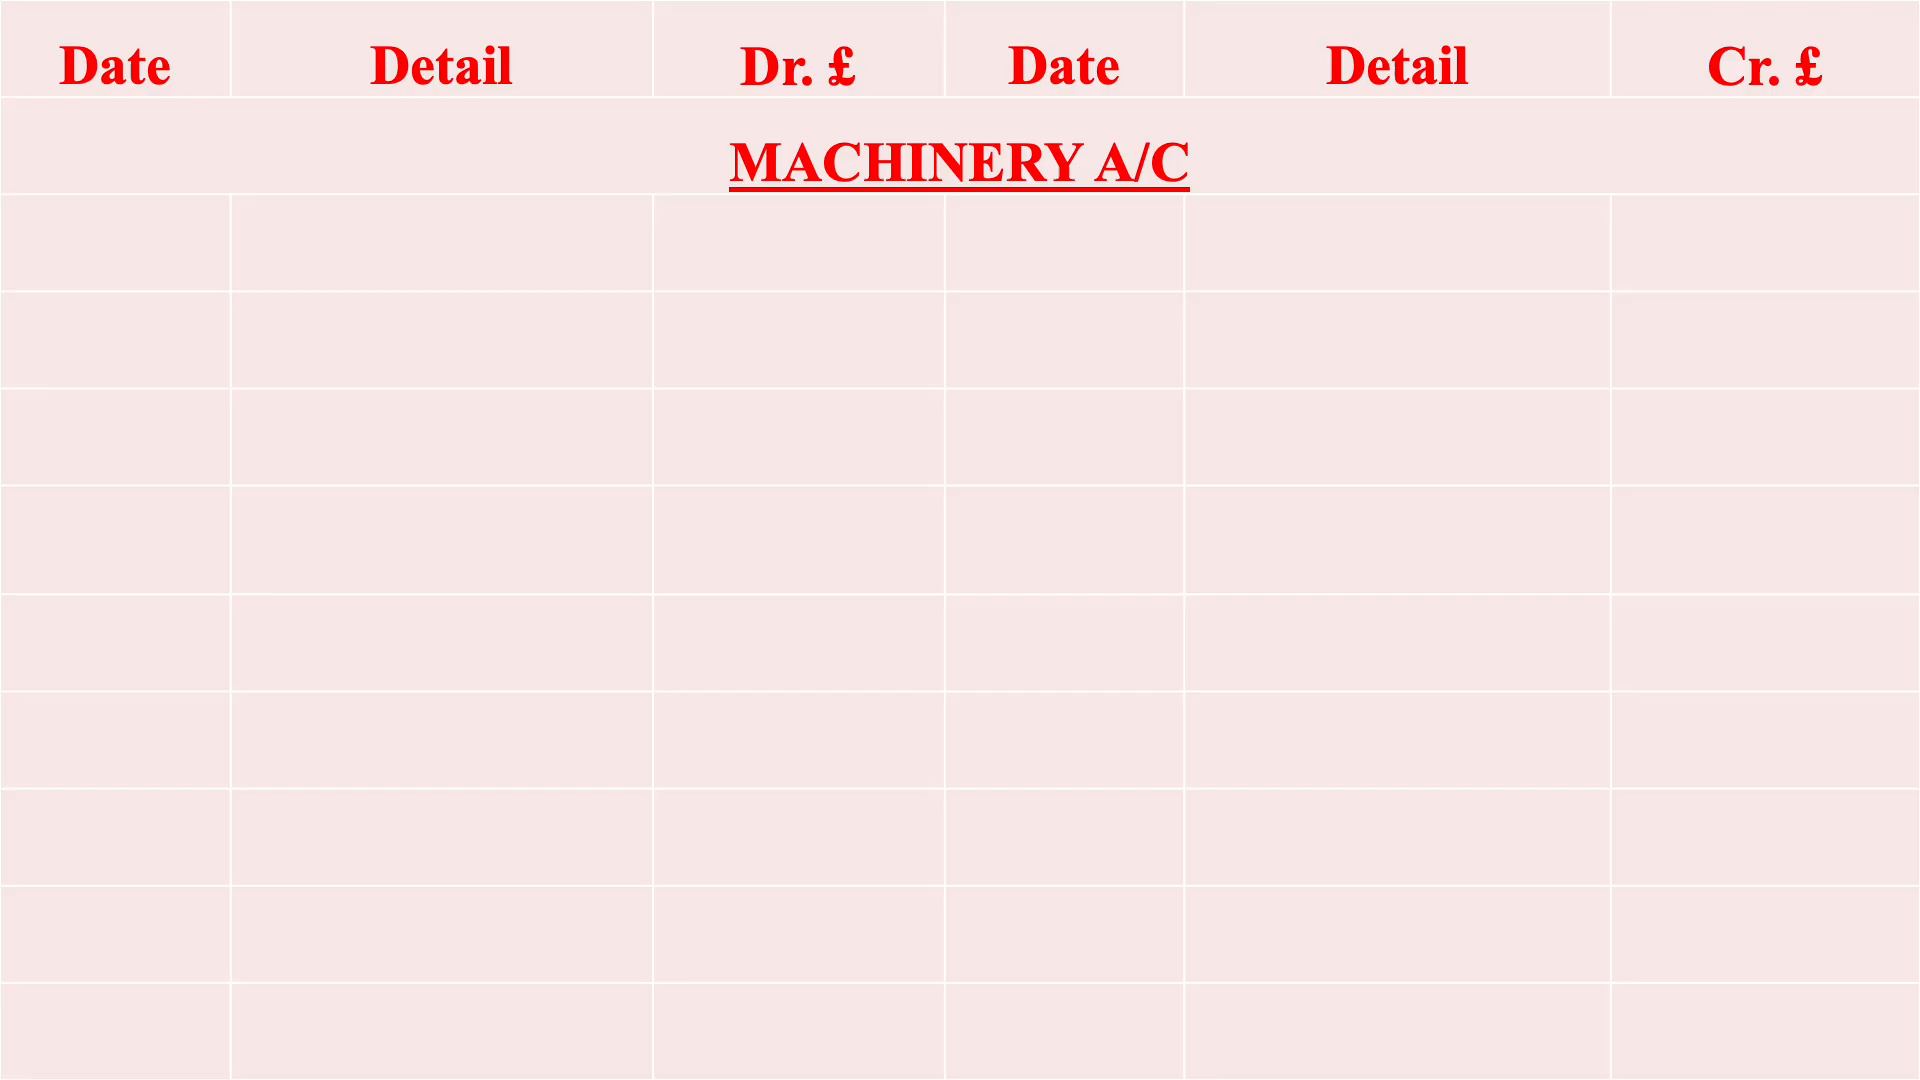 Date Detail Dr. £ Date Detail Cr. £
MACHINERY A/C